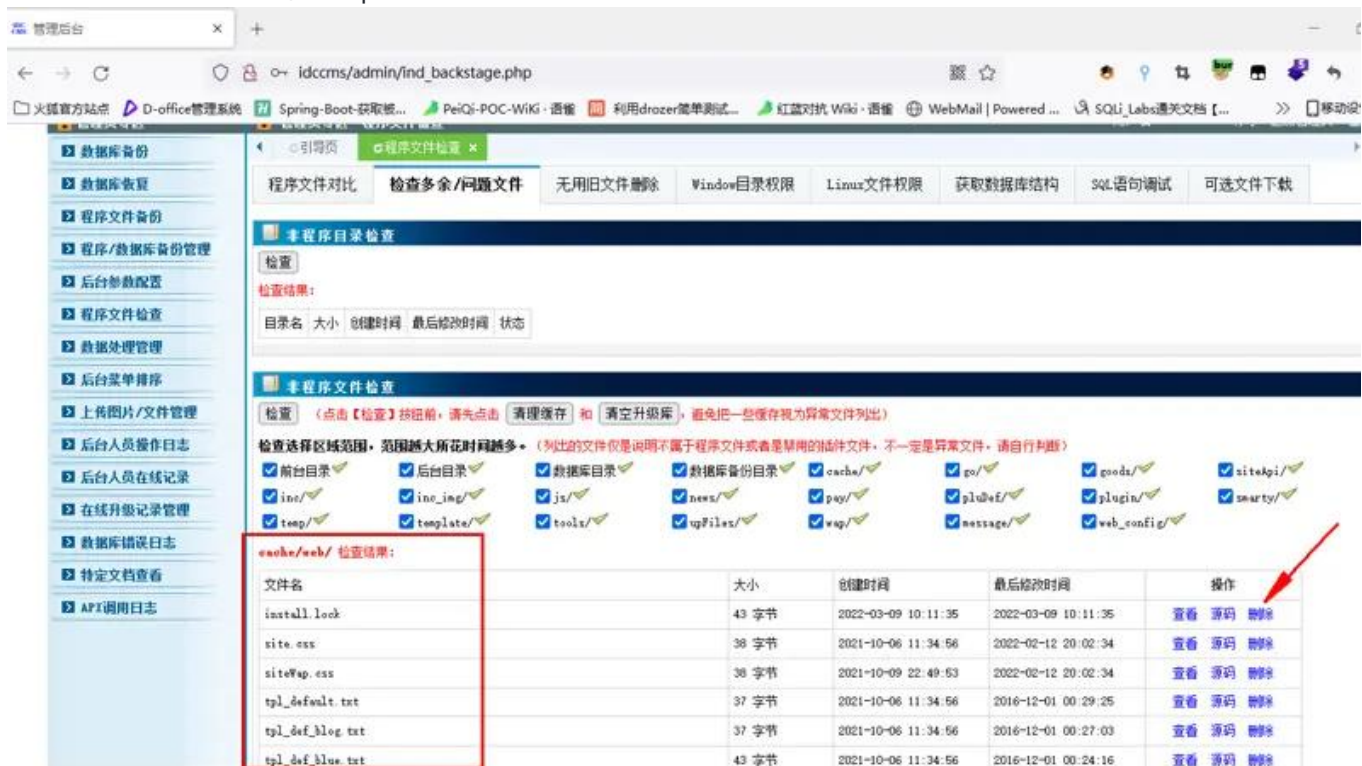 管理后台
idccms/admin/ind_backstage.php
火狐官方站点 D-office管理系统 Spring-Boot-获取被... PeiQi-POC-WiKi - 语雀 利用drozer简单测试... 红蓝对抗 Wiki · 语雀 WebMail | Powered ... SQLi_Labs通关文档【... 移动设
数据库备份
引导页 程序文件检查 ×
数据库恢复
程序文件对比 检查多余/问题文件 无用旧文件删除 Window目录权限 Linux文件权限 获取数据库结构 SQL语句调试 可选文件下载
程序文件备份
程序/数据库备份管理
后台参数配置
程序文件检查
数据处理管理
后台菜单排序
上传图片/文件管理
后台人员操作日志
后台人员在线记录
在线升级记录管理
数据库错误日志
特定文档查看
API调用日志
非程序目录检查
检查
检查结果:
目录名 大小 创建时间 最后修改时间 状态
非程序文件检查
检查 (点击【检查】按钮前,请先点击 清理缓存 和 清空升级库,避免把一些缓存视为异常文件列出)
检查选择区域范围,范围越大所花时间越多。(列出的文件仅是说明不属于程序文件或者是禁用的插件文件,不一定是异常文件,请自行判断)
前台目录 后台目录 数据库目录 数据库备份目录 cache/ go/ goods/ siteApi/
inc/ inc_img/ js/ news/ pay/ pluDef/ plugin/ smarty/
temp/ template/ tools/ upFiles/ wap/ message/ web_config/
cache/web/ 检查结果:
文件名 大小 创建时间 最后修改时间 操作
install.lock 43 字节 2022-03-09 10:11:35 2022-03-09 10:11:35 查看 源码 删除
site.css 38 字节 2021-10-06 11:34:56 2022-02-12 20:02:34 查看 源码 删除
siteWap.css 38 字节 2021-10-09 22:49:53 2022-02-12 20:02:34 查看 源码 删除
tpl_default.txt 37 字节 2021-10-06 11:34:56 2016-12-01 00:29:25 查看 源码 删除
tpl_def_blog.txt 37 字节 2021-10-06 11:34:56 2016-12-01 00:27:03 查看 源码 删除
tpl_def_blue.txt 43 字节 2021-10-06 11:34:56 2016-12-01 00:24:16 查看 源码 删除